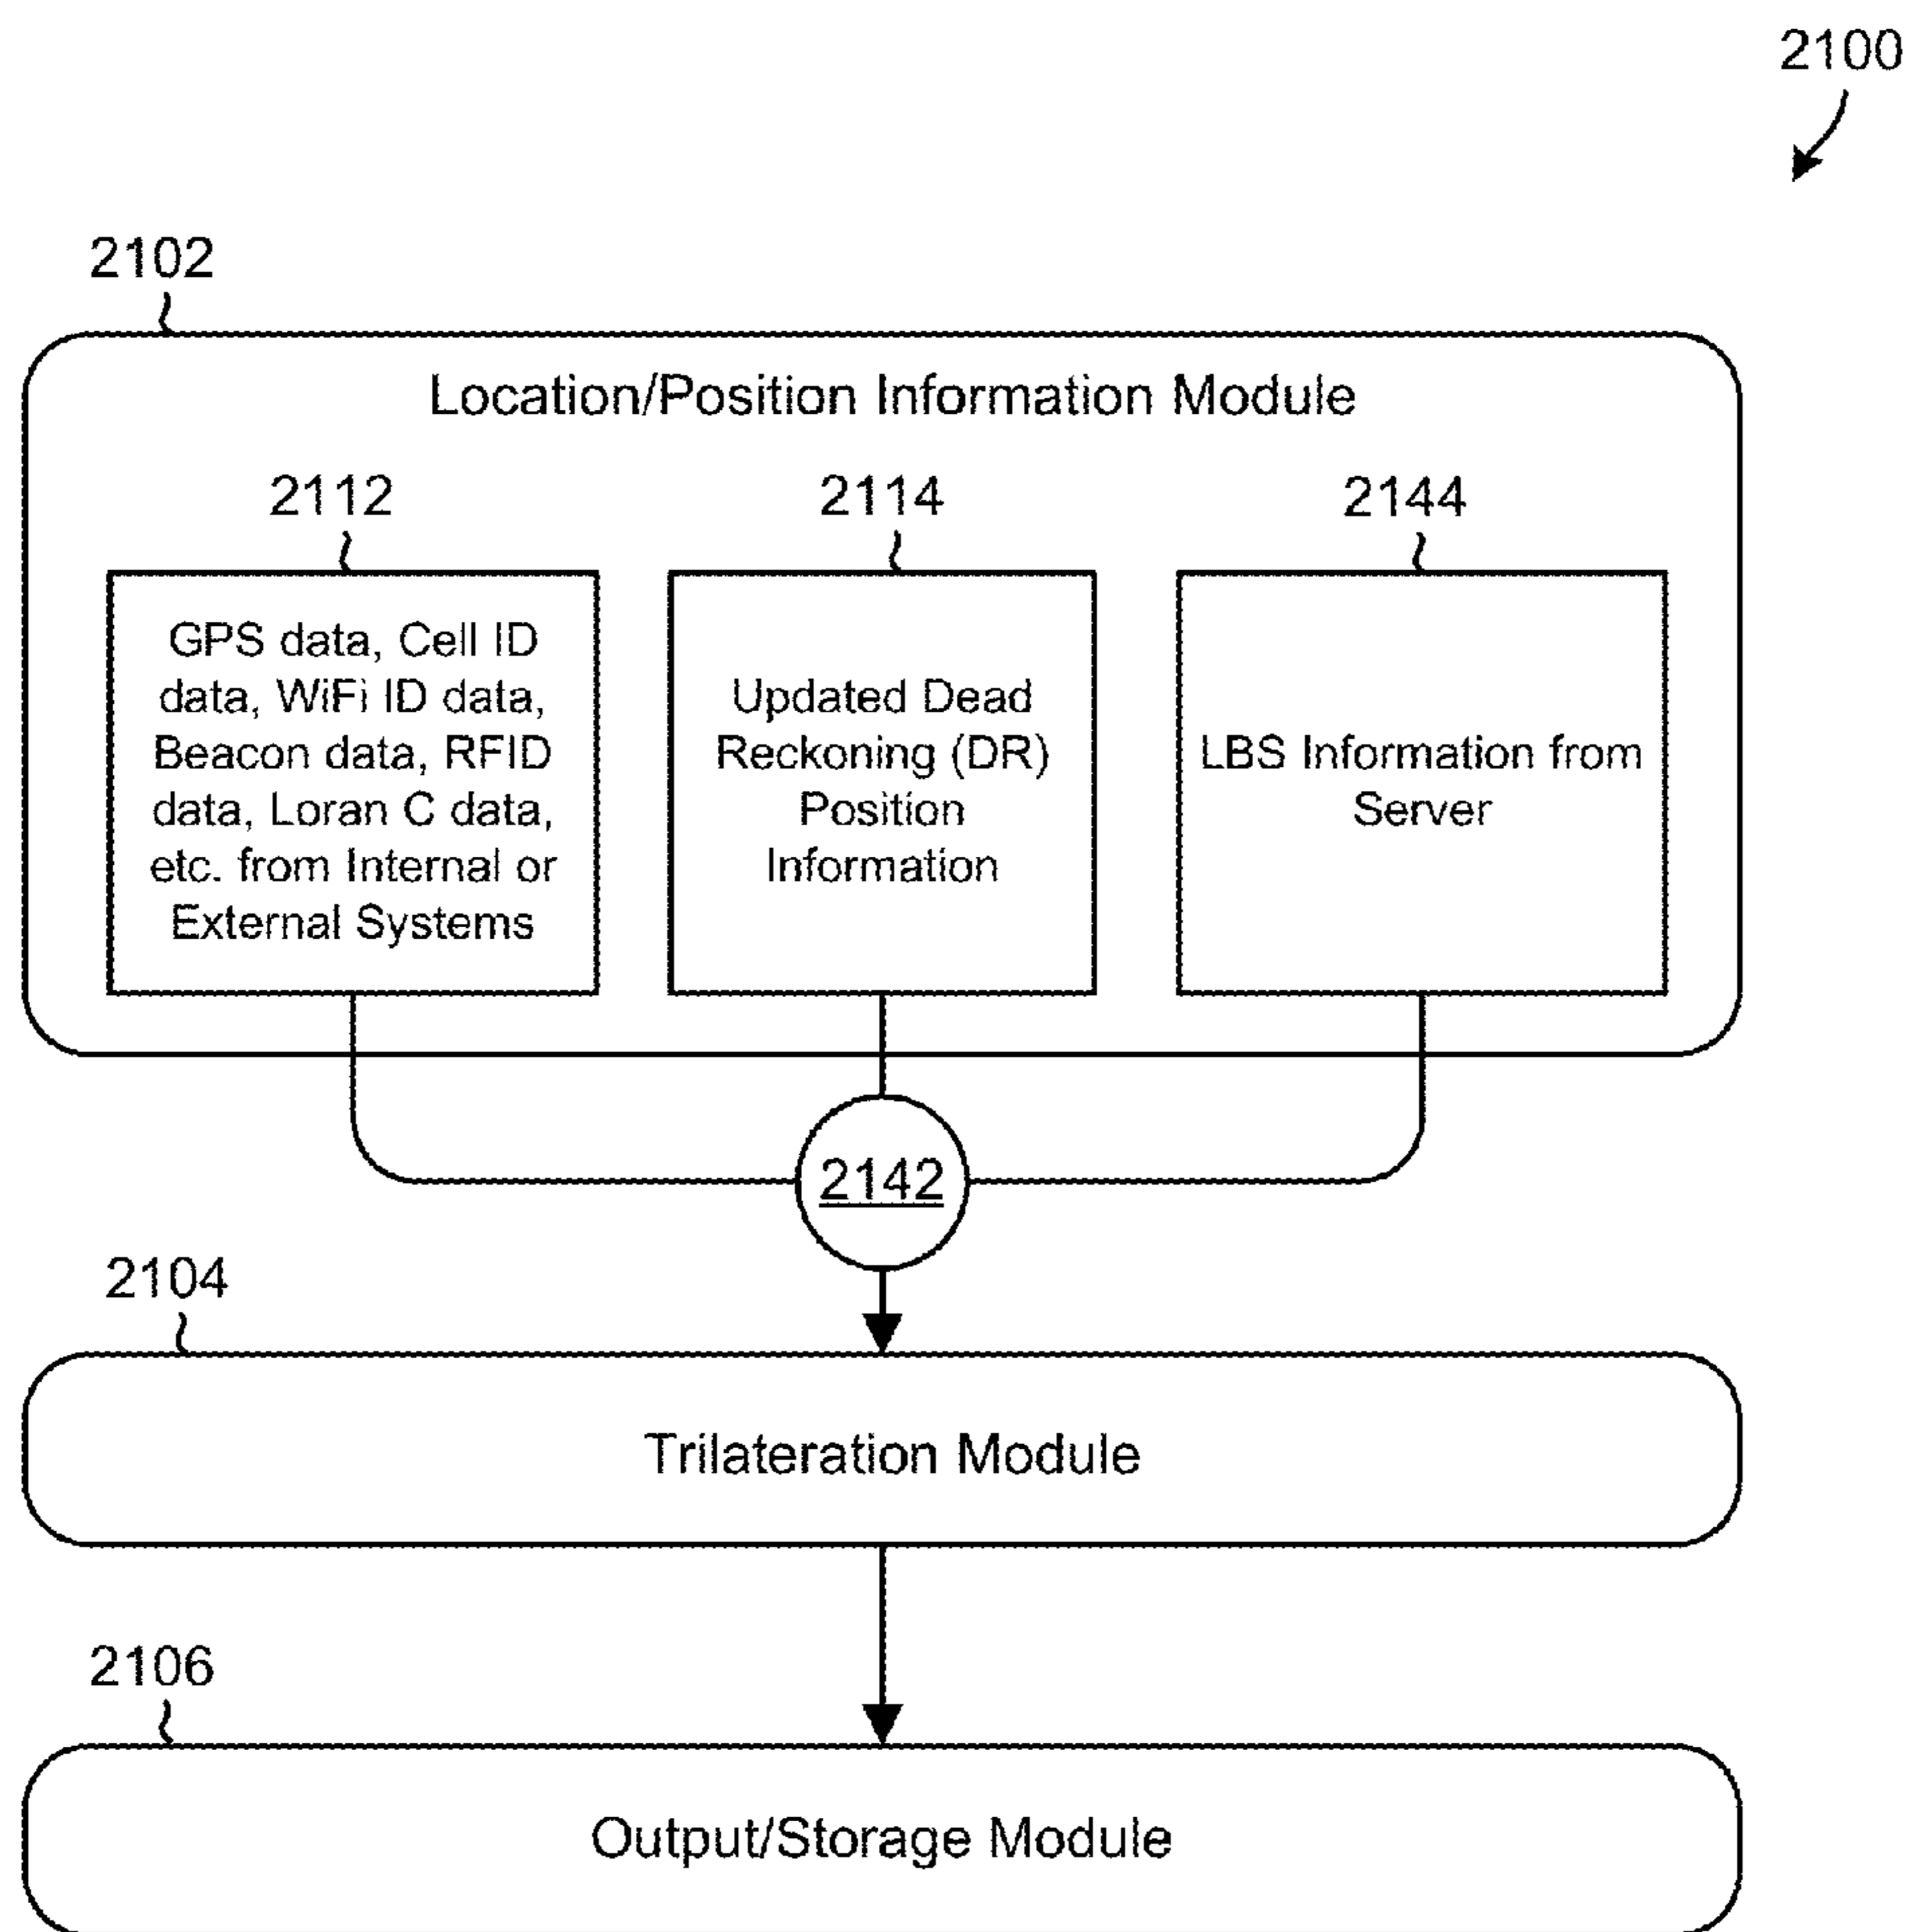 2100
2102
Location/Position Information Module
2112
2114
2144
GPS data, Cell ID
data, WiFi ID data,
Beacon data, RFID
data, Loran C data,
etc. from Internal or
External Systems
Updated Dead
Reckoning (DR)
Position
Information
LBS Information from
Server
2142
2104
Trilateration Module
2106
Output/Storage Module